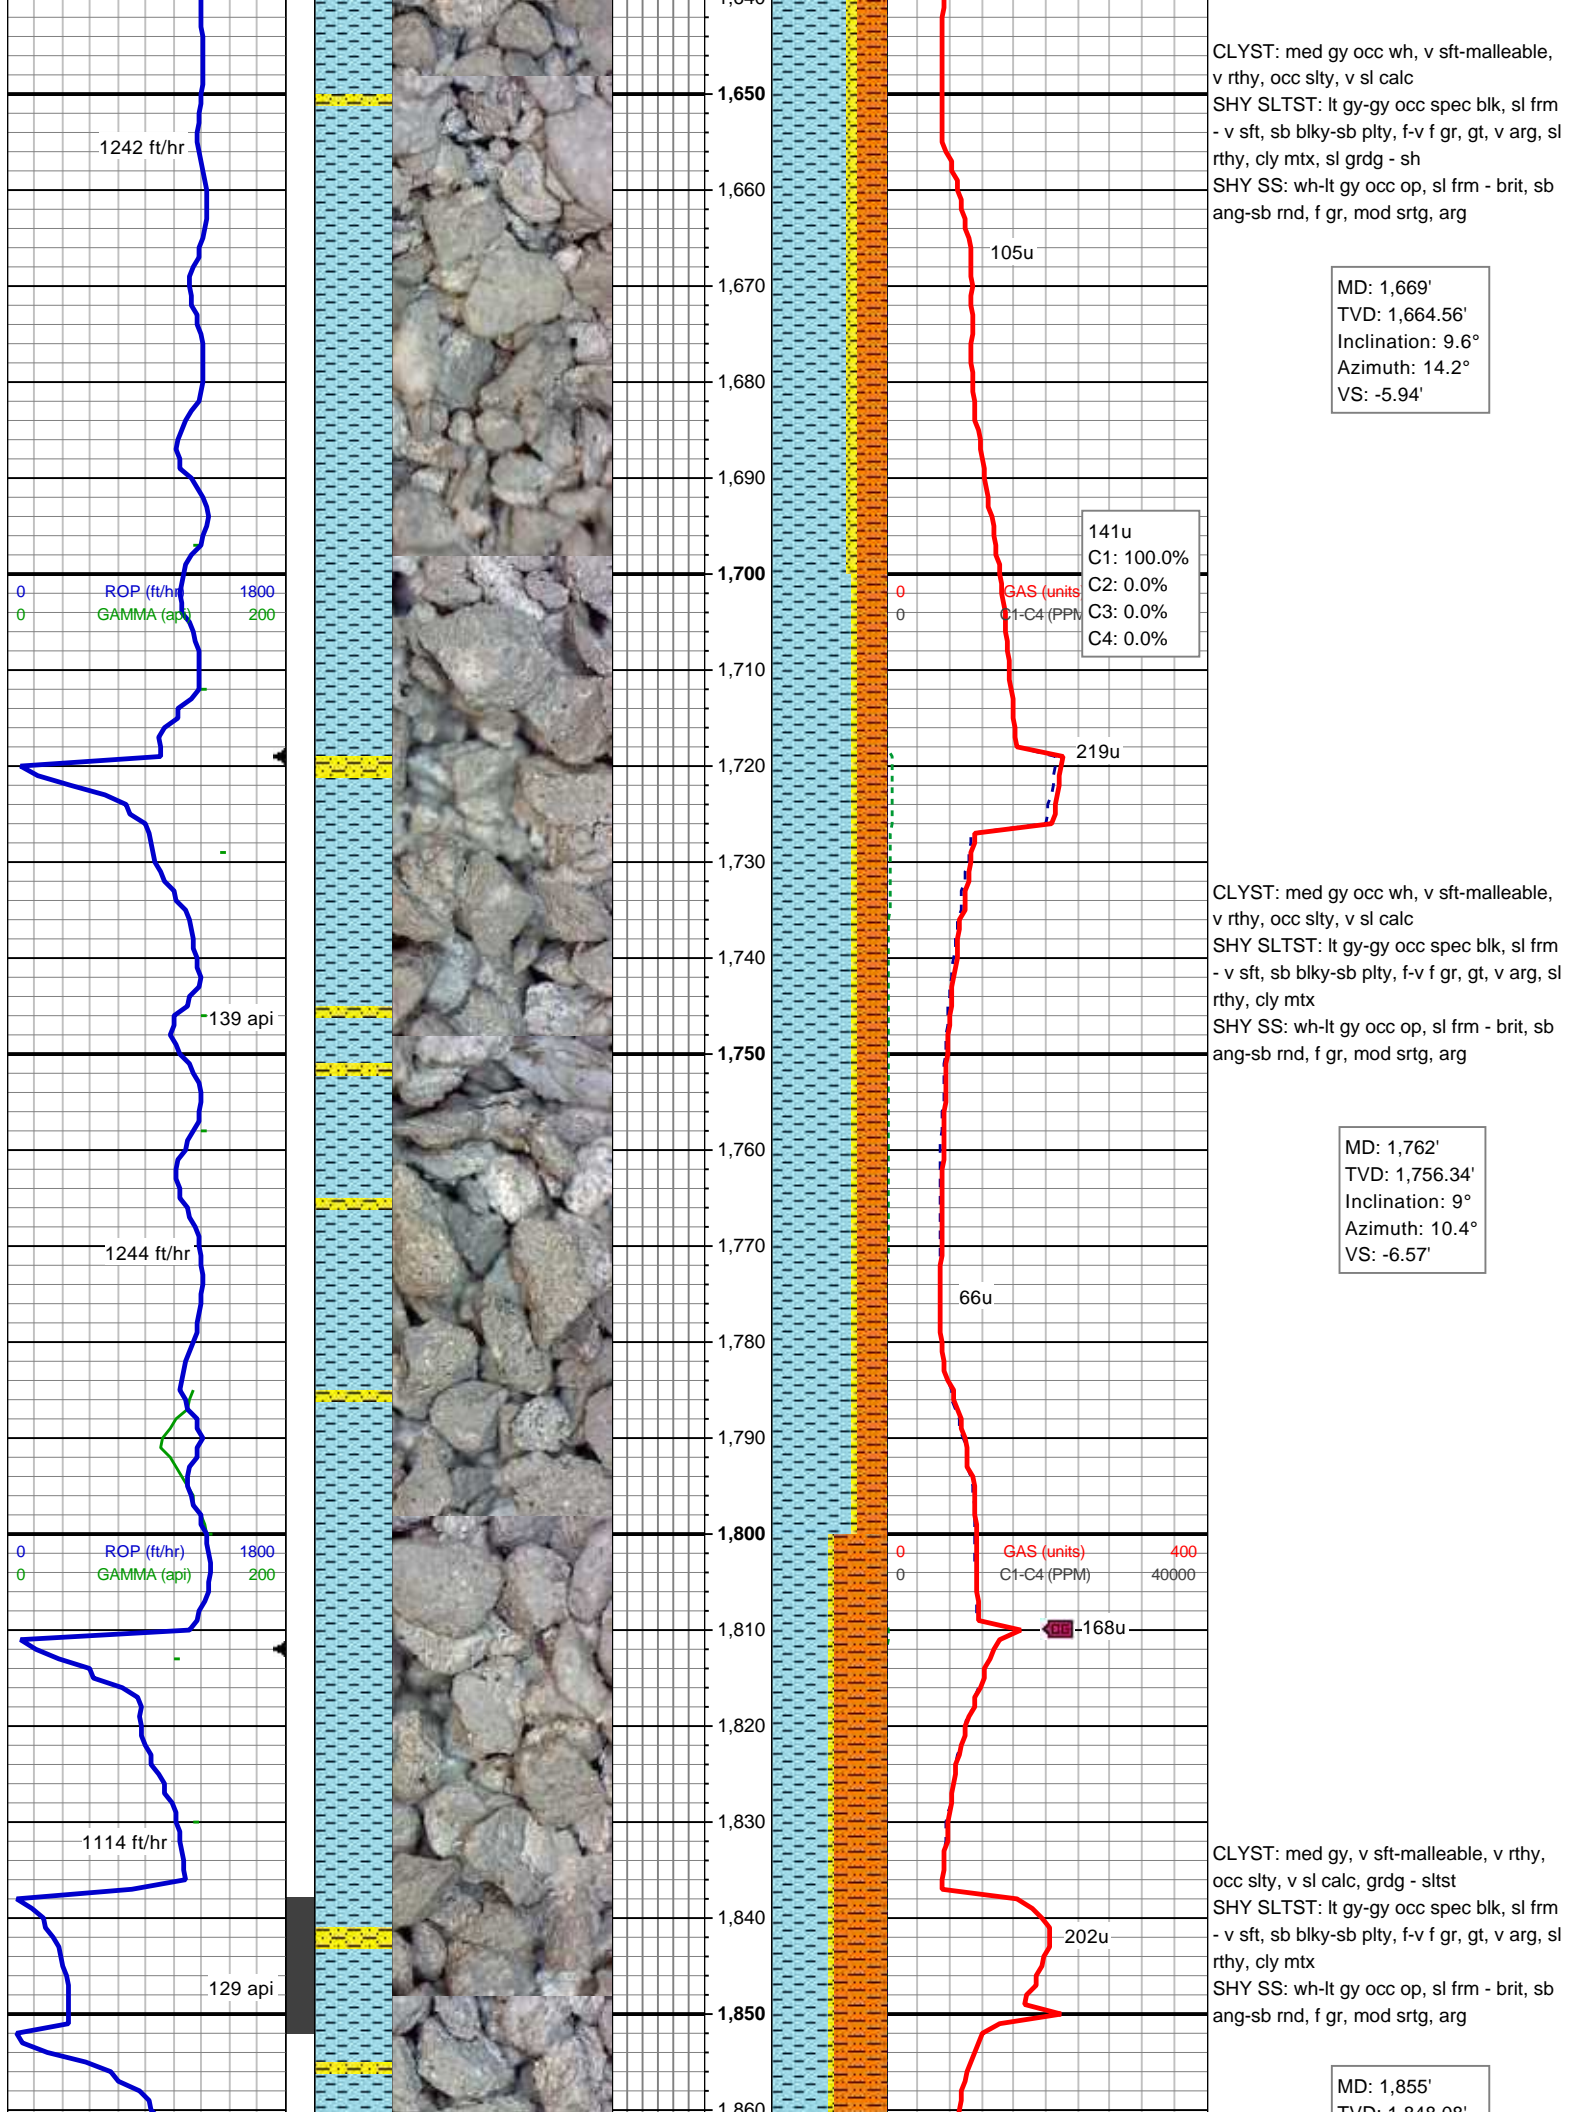 CLYST: med gy occ wh, v sft-malleable,
v rthy, occ slty, v sl calc
SHY SLTST: lt gy-gy occ spec blk, sl frm
- v sft, sb blky-sb plty, f-v f gr, gt, v arg, sl
rthy, cly mtx, sl grdg - sh
SHY SS: wh-lt gy occ op, sl frm - brit, sb
ang-sb rnd, f gr, mod srtg, arg
1,650
1242 ft/hr
1,660
105u
1,670
MD: 1,669'
TVD: 1,664.56'
Inclination: 9.6°
Azimuth: 14.2°
VS: -5.94'
1,680
1,690
141u
C1: 100.0%
C2: 0.0%
C3: 0.0%
C4: 0.0%
1,700
0 ROP (ft/hr 1800
0 GAMMA (api) 200
0 GAS (units
0 C1-C4 (PPM
1,710
219u
1,720
1,730
CLYST: med gy occ wh, v sft-malleable,
v rthy, occ slty, v sl calc
SHY SLTST: lt gy-gy occ spec blk, sl frm
- v sft, sb blky-sb plty, f-v f gr, gt, v arg, sl
rthy, cly mtx
SHY SS: wh-lt gy occ op, sl frm - brit, sb
ang-sb rnd, f gr, mod srtg, arg
1,740
139 api
1,750
1,760
MD: 1,762'
TVD: 1,756.34'
Inclination: 9°
Azimuth: 10.4°
VS: -6.57'
1244 ft/hr
1,770
66u
1,780
1,790
1,800
0 ROP (ft/hr) 1800
0 GAMMA (api) 200
0 GAS (units) 400
0 C1-C4 (PPM) 40000
1,810
DG 168u
1,820
1,830
1114 ft/hr
CLYST: med gy, v sft-malleable, v rthy,
occ slty, v sl calc, grdg - sltst
SHY SLTST: lt gy-gy occ spec blk, sl frm
- v sft, sb blky-sb plty, f-v f gr, gt, v arg, sl
rthy, cly mtx
SHY SS: wh-lt gy occ op, sl frm - brit, sb
ang-sb rnd, f gr, mod srtg, arg
1,840
202u
129 api
1,850
MD: 1,855'
TVD: 1,848.08'
1,860